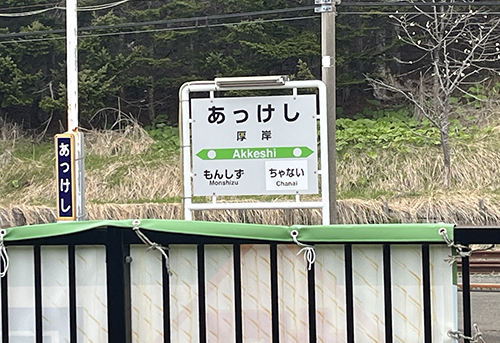 あっけし
あっけし
厚岸
Akkeshi
もんしず
Monshizu
ちゃない
Chanai